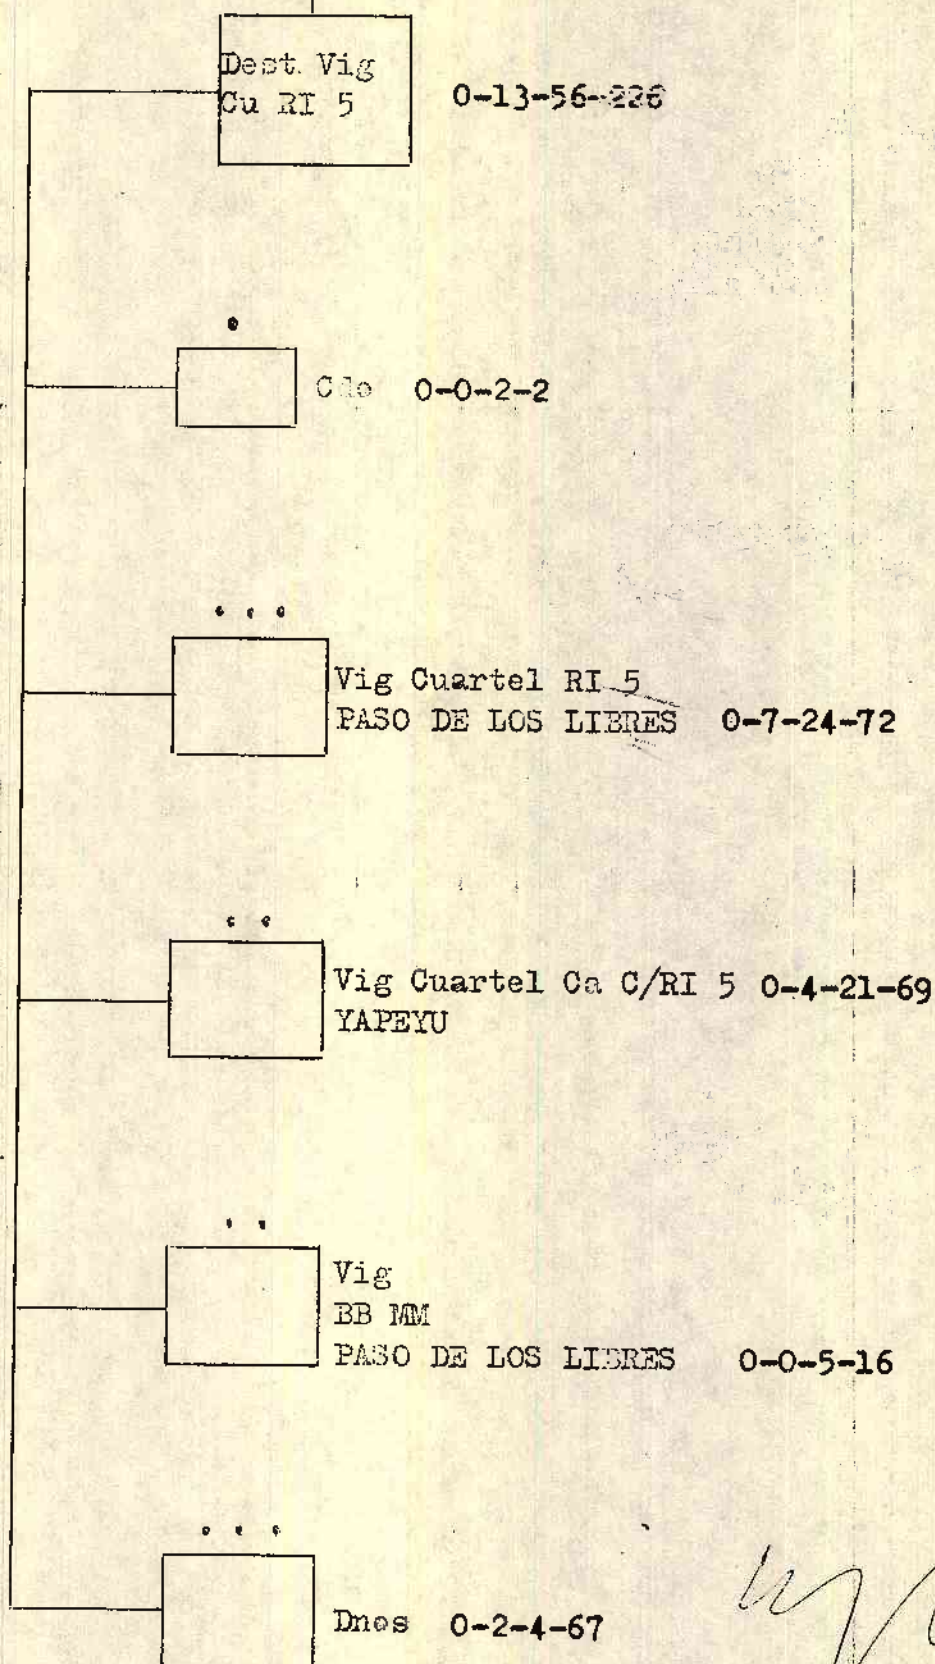 Dest. Vig
Cu RI 5
0-13-56-226
Cdo 0-0-2-2
Vig Cuartel RI 5
PASO DE LOS LIBRES 0-7-24-72
Vig Cuartel Ca C/RI 5 0-4-21-69
YAPEYU
Vig
BB MM
PASO DE LOS LIBRES 0-0-5-16
Dnos 0-2-4-67